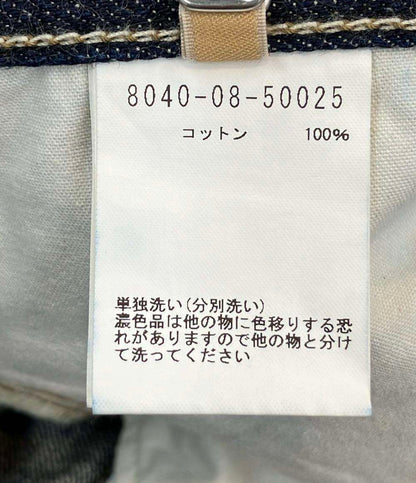 8040-08-50025
コットン 100%
単独洗い(分別洗い)
濃色品は他の物に色移りする恐
れがありますので他の物と分け
て洗ってください